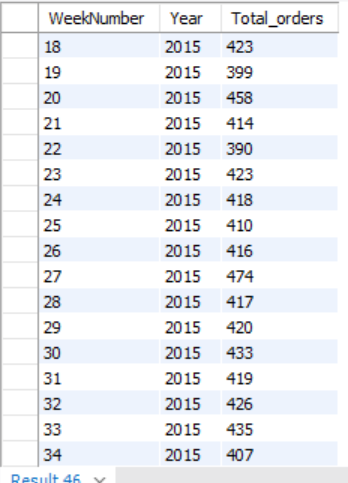 WeekNumber Year Total_orders
18 2015 423
19 2015 399
20 2015 458
21 2015 414
22 2015 390
23 2015 423
24 2015 418
25 2015 410
26 2015 416
27 2015 474
28 2015 417
29 2015 420
30 2015 433
31 2015 419
32 2015 426
33 2015 435
34 2015 407
Result 46